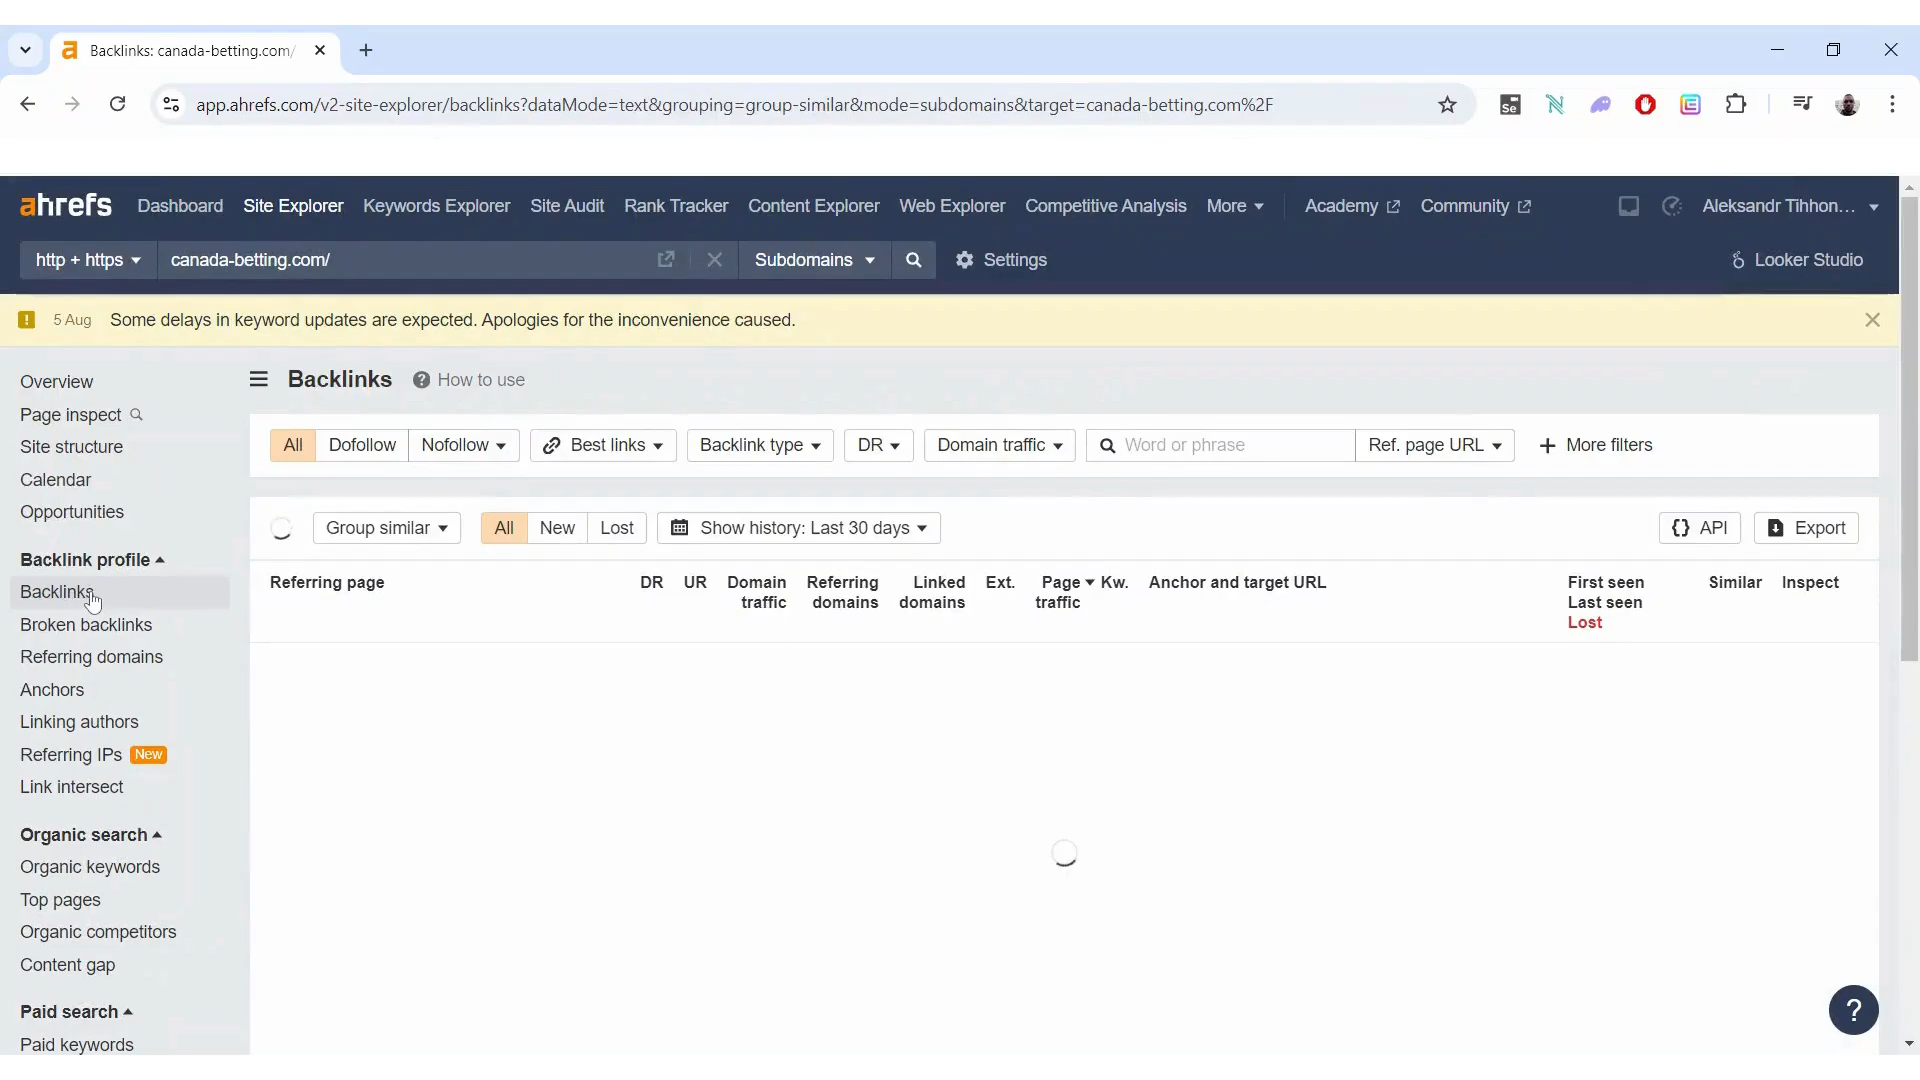 Backlinks: canada-betting.com/
app.ahrefs.com/v2-site-explorer/backlinks?dataMode=text&grouping=group-similar&mode=subdomains&target=canada-betting.com%2F
Se
ahrefs Dashboard Site Explorer Keywords Explorer Site Audit Rank Tracker Content Explorer Web Explorer Competitive Analysis More Academy Community Aleksandr Tihhon...
http + https canada-betting.com/ Subdomains Settings Looker Studio
5 Aug Some delays in keyword updates are expected. Apologies for the inconvenience caused.
Overview
Page inspect
Site structure
Calendar
Opportunities
Backlink profile
Backlinks
Broken backlinks
Referring domains
Anchors
Linking authors
Referring IPs New
Link intersect
Organic search
Organic keywords
Top pages
Organic competitors
Content gap
Paid search
Paid keywords
Backlinks ? How to use
All Dofollow Nofollow Best links Backlink type DR Domain traffic Word or phrase Ref. page URL + More filters
Group similar All New Lost Show history: Last 30 days {} API Export
Referring page
DR
UR
Domain
traffic
Referring
domains
Linked
domains
Ext.
Page
traffic
Kw.
Anchor and target URL
First seen
Last seen
Lost
Similar
Inspect
?